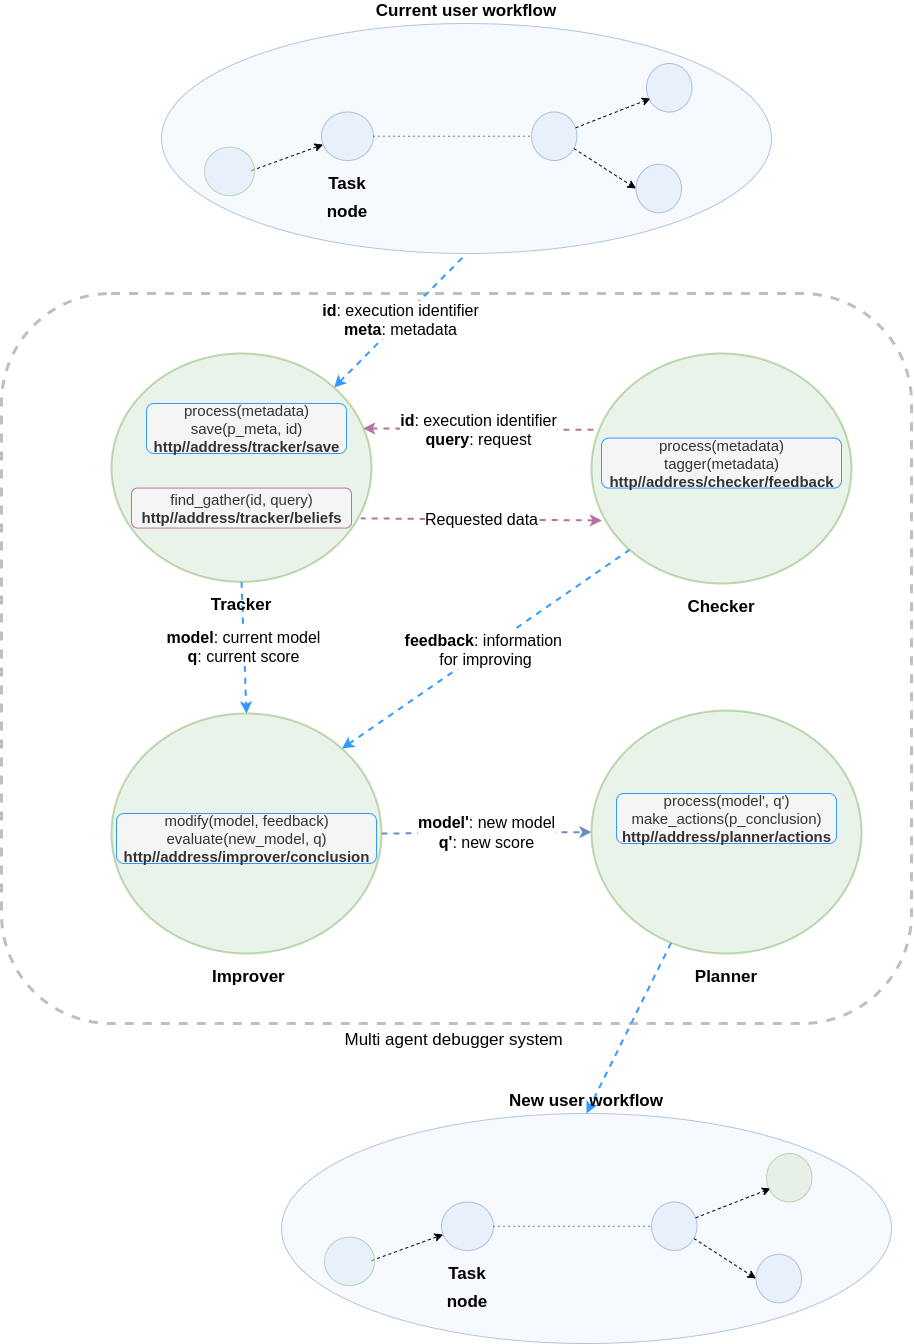 Current user workflow
Task
node
id: execution identifier
meta: metadata
process(metadata)
save(p_meta, id)
http//address/tracker/save
id: execution identifier
query: request
process(metadata)
tagger(metadata)
http//address/checker/feedback
find_gather(id, query)
http//address/tracker/beliefs
Requested data
Tracker
Checker
model: current model
q: current score
feedback: information
for improving
modify(model, feedback)
evaluate(new_model, q)
http//address/improver/conclusion
model': new model
q': new score
process(model', q')
make_actions(p_conclusion)
http//address/planner/actions
Improver
Planner
Multi agent debugger system
New user workflow
Task
node